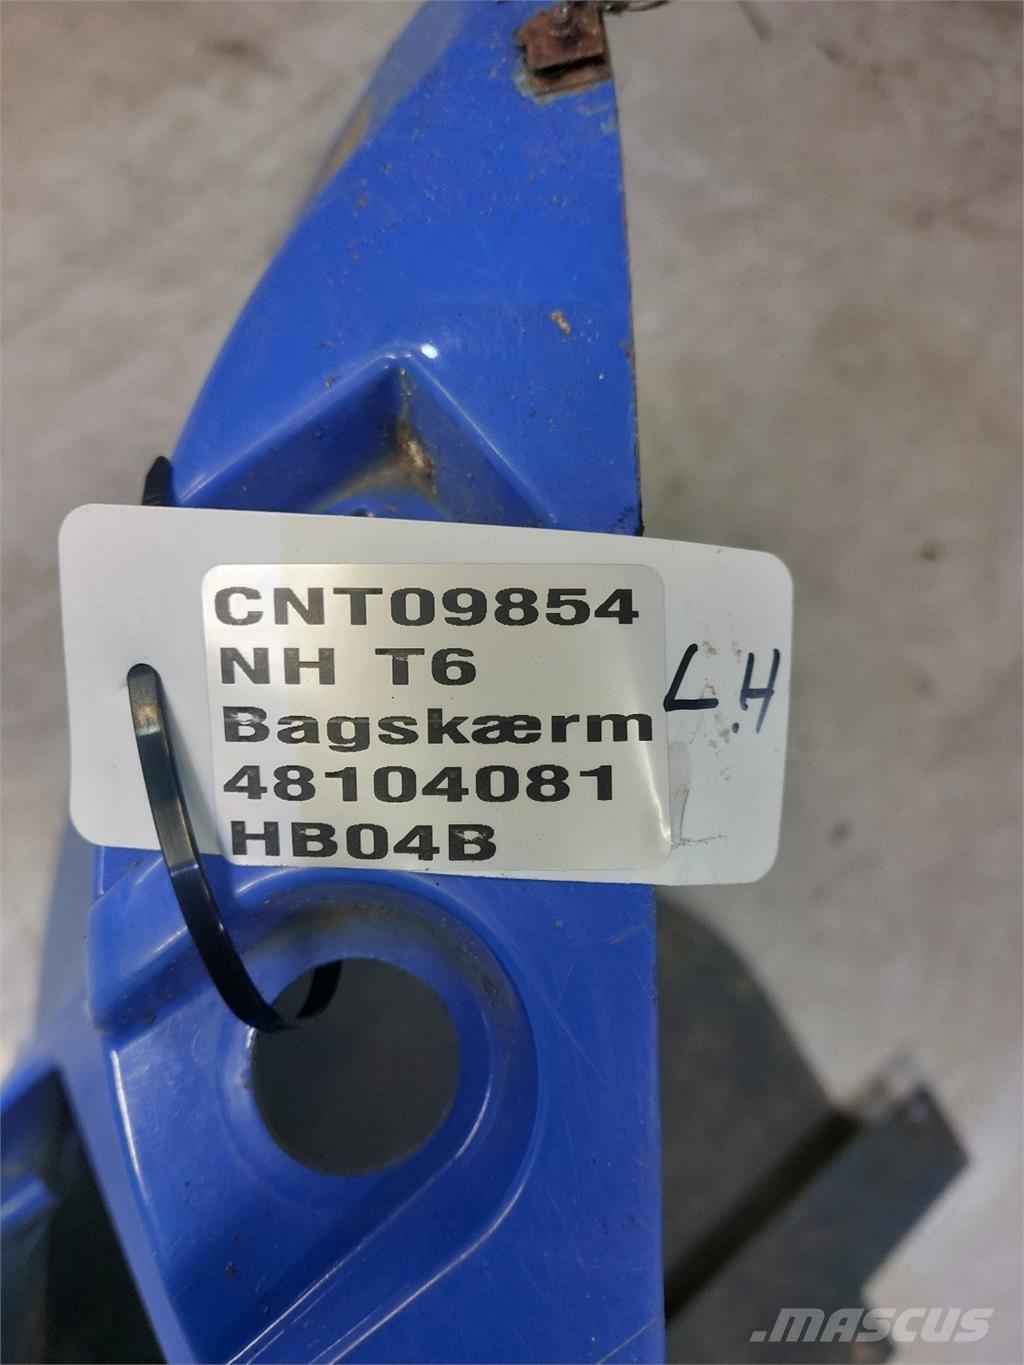 CNT09854
NH T6
Bagskærm
48104081
HB04B
L.H
.MASCUS